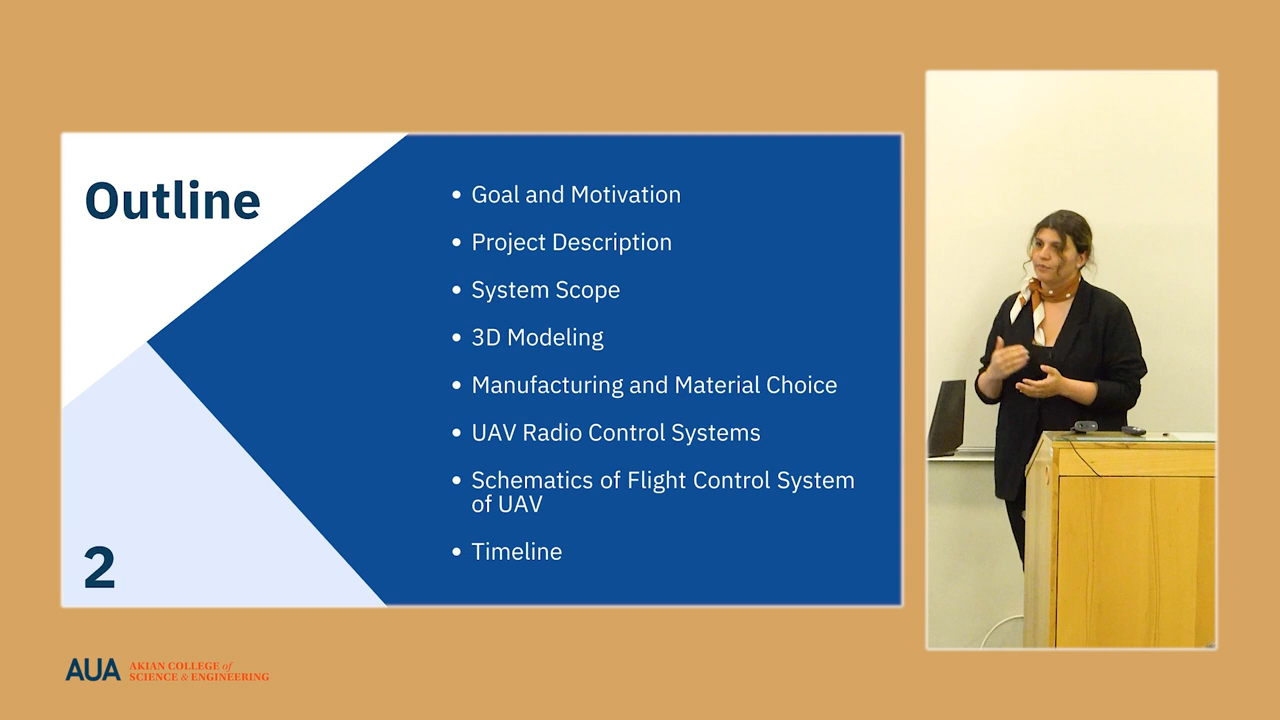 Outline
• Goal and Motivation
• Project Description
• System Scope
• 3D Modeling
• Manufacturing and Material Choice
• UAV Radio Control Systems
• Schematics of Flight Control System
of UAV
• Timeline
2
AUA
AKIAN COLLEGE of
SCIENCE & ENGINEERING